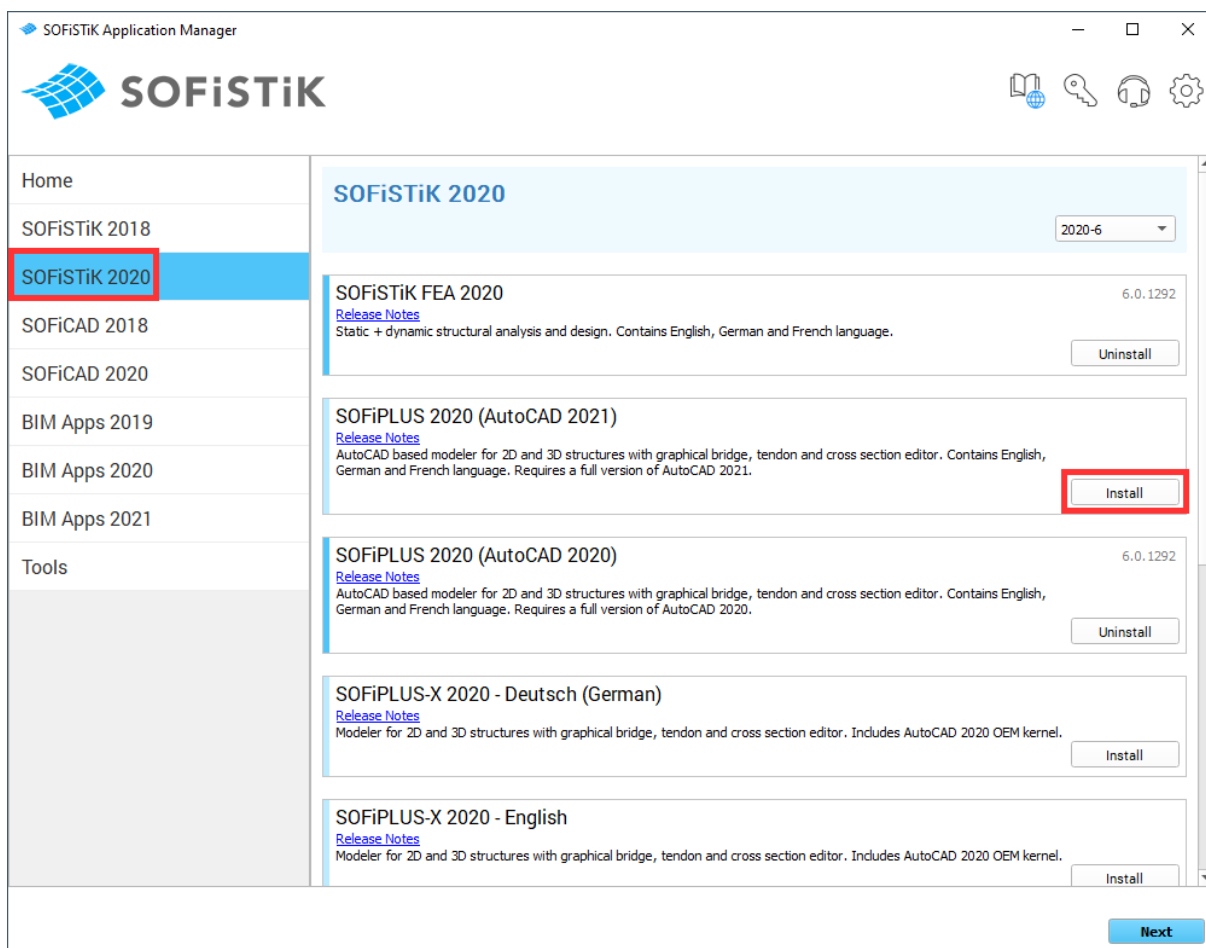 SOFiSTiK Application Manager
SOFiSTiK
Home
SOFiSTiK 2018
SOFiSTiK 2020
SOFiCAD 2018
SOFiCAD 2020
BIM Apps 2019
BIM Apps 2020
BIM Apps 2021
Tools
SOFiSTiK 2020
2020-6
SOFiSTiK FEA 2020
6.0.1292
Release Notes
Static + dynamic structural analysis and design. Contains English, German and French language.
Uninstall
SOFiPLUS 2020 (AutoCAD 2021)
Release Notes
AutoCAD based modeler for 2D and 3D structures with graphical bridge, tendon and cross section editor. Contains English,
German and French language. Requires a full version of AutoCAD 2021.
Install
SOFiPLUS 2020 (AutoCAD 2020)
6.0.1292
Release Notes
AutoCAD based modeler for 2D and 3D structures with graphical bridge, tendon and cross section editor. Contains English,
German and French language. Requires a full version of AutoCAD 2020.
Uninstall
SOFiPLUS-X 2020 - Deutsch (German)
Release Notes
Modeler for 2D and 3D structures with graphical bridge, tendon and cross section editor. Includes AutoCAD 2020 OEM kernel.
Install
SOFiPLUS-X 2020 - English
Release Notes
Modeler for 2D and 3D structures with graphical bridge, tendon and cross section editor. Includes AutoCAD 2020 OEM kernel.
Install
Next